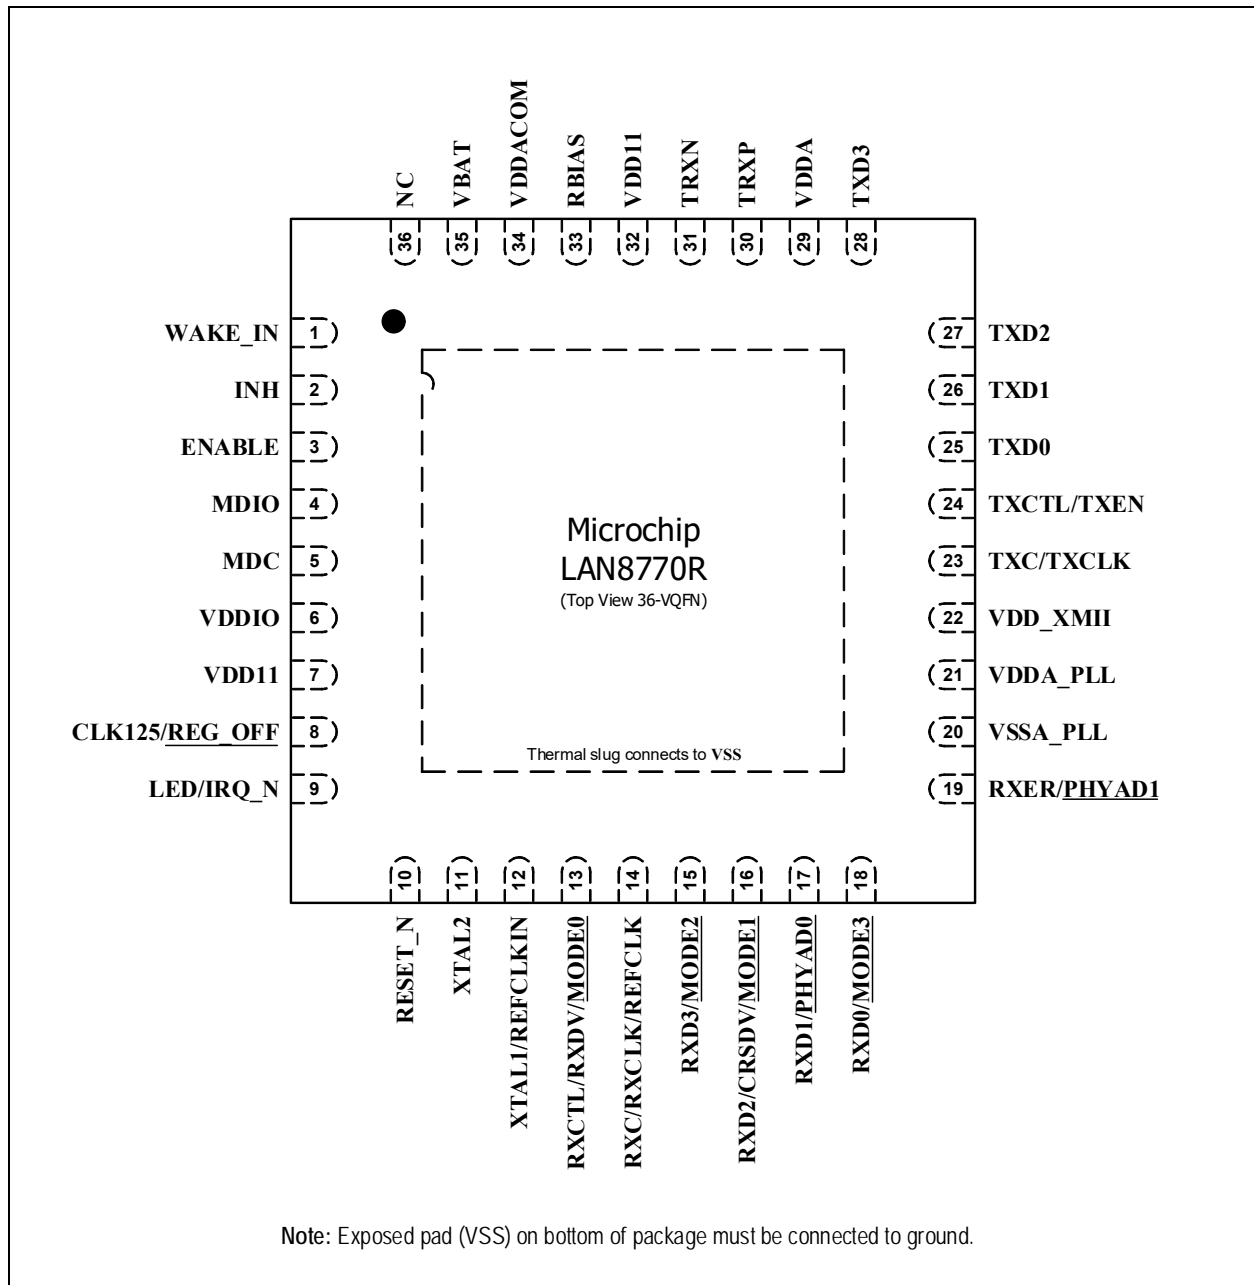 NC
VBAT
VDDACOM
RBIAS
VDD11
TRXN
TRXP
VDDA
TXD3
36
35
34
33
32
31
30
29
28
WAKE_IN 1
INH 2
ENABLE 3
MDIO 4
MDC 5
VDDIO 6
VDD11 7
CLK125/REG_OFF 8
LED/IRQ_N 9
Microchip
LAN8770R
(Top View 36-VQFN)
Thermal slug connects to VSS
27 TXD2
26 TXD1
25 TXD0
24 TXCTL/TXEN
23 TXC/TXCLK
22 VDD_XMII
21 VDDA_PLL
20 VSSA_PLL
19 RXER/PHYAD1
10
11
12
13
14
15
16
17
18
RESET_N
XTAL2
XTAL1/REFCLKIN
RXCTL/RXDV/MODE0
RXC/RXCLK/REFCLK
RXD3/MODE2
RXD2/CRSDV/MODE1
RXD1/PHYAD0
RXD0/MODE3
Note: Exposed pad (VSS) on bottom of package must be connected to ground.